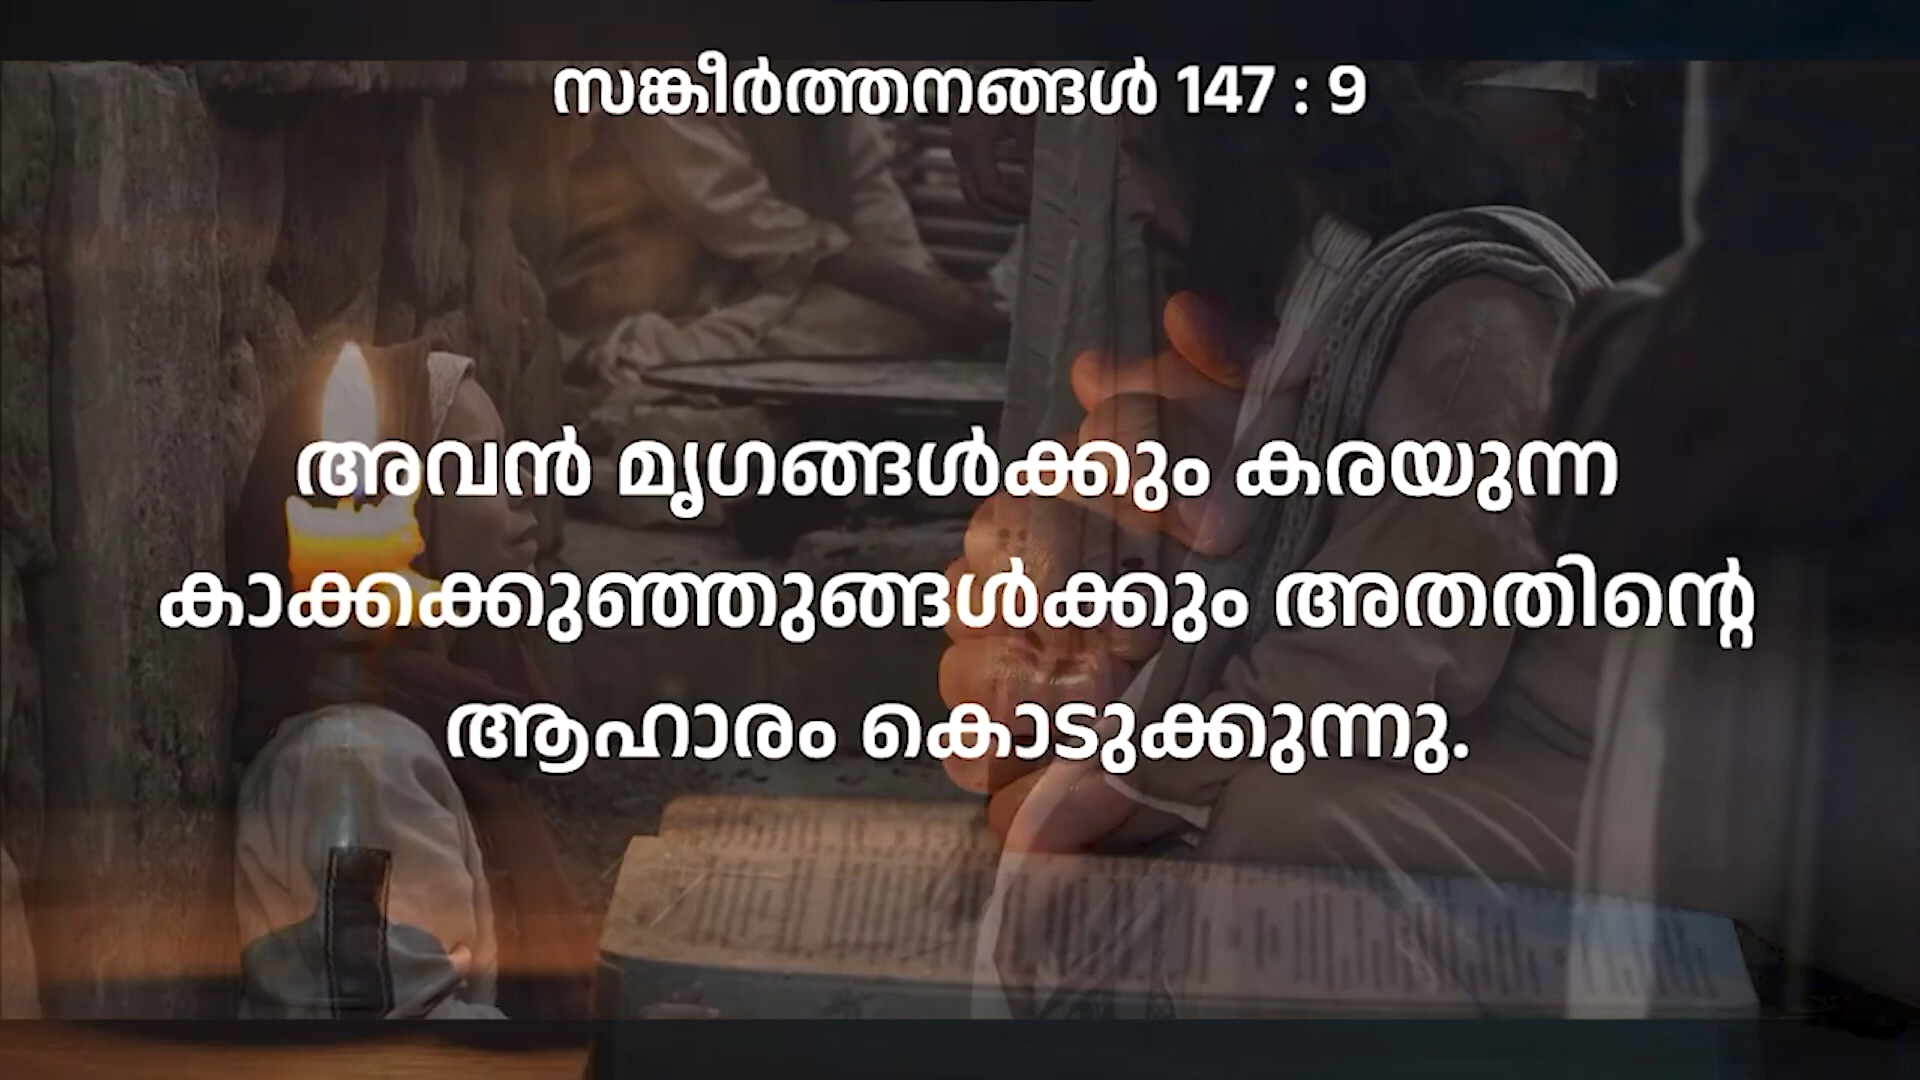 സങ്കീർത്തനങ്ങൾ 147 : 9
അവൻ മൃഗങ്ങൾക്കും കരയുന്ന
കാക്കക്കുഞ്ഞുങ്ങൾക്കും അതതിന്റെ
ആഹാരം കൊടുക്കുന്നു.